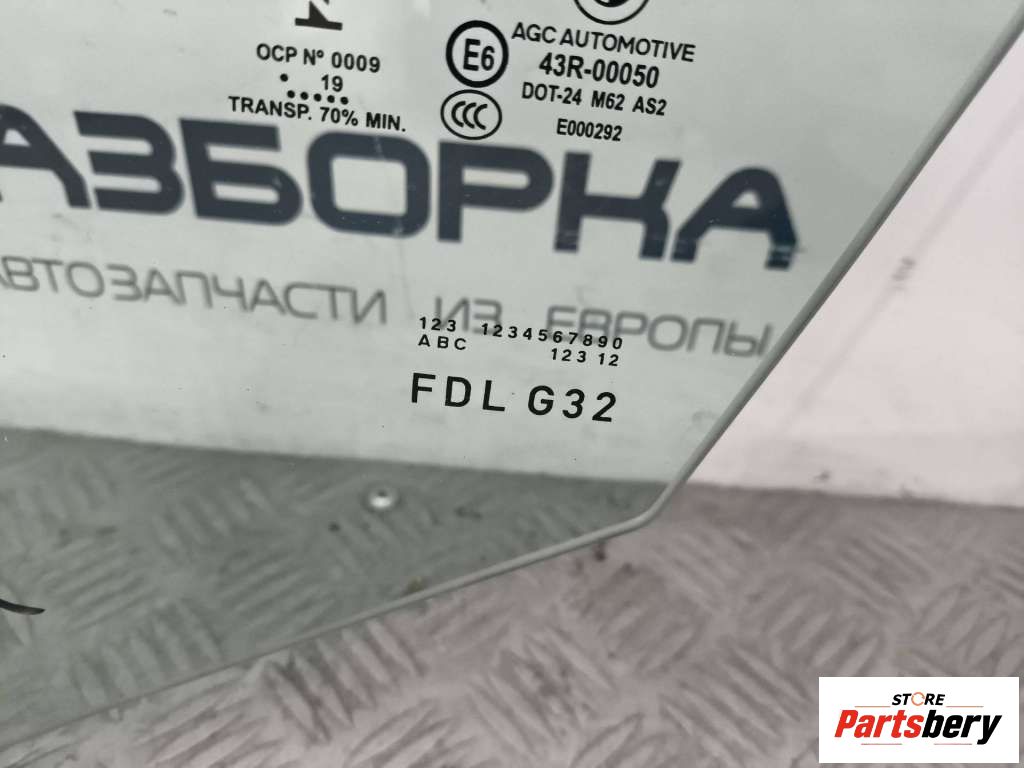 OCP Nº 0009
19
TRANSP. 70% MIN.
E6
CCC
AGC AUTOMOTIVE
43R-00050
DOT-24 M62 AS2
E000292
АЗБОРКА
АВТОЗАПЧАСТИ ИЗ ЕВРОПЫ
123 1234567890
ABC 123 12
FDL G32
STORE
Partsbery